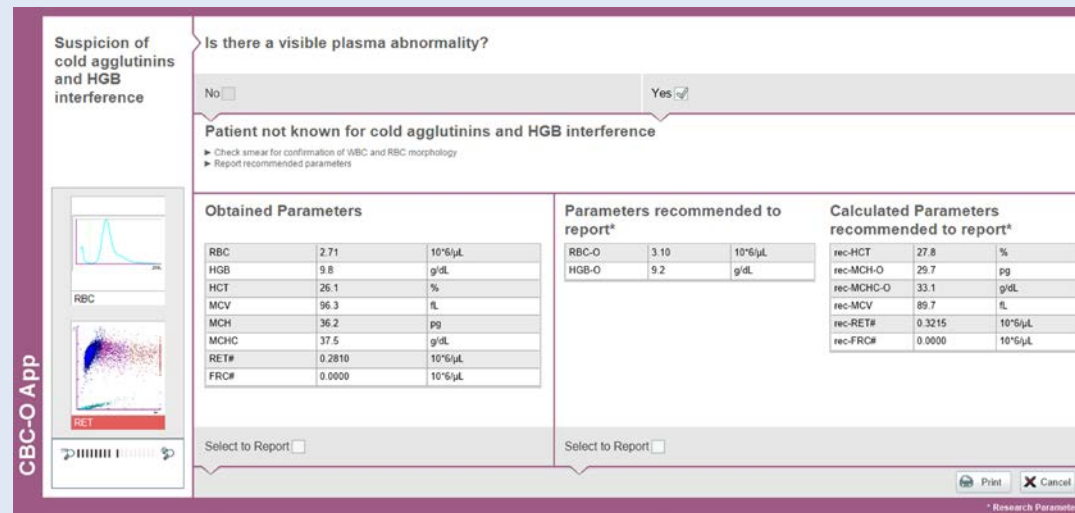 Suspicion of
cold agglutinins
and HGB
interference
Is there a visible plasma abnormality?
No
Yes
Patient not known for cold agglutinins and HGB interference
Check smear for confirmation of WBC and RBC morphology
Report recommended parameters
RBC
RET
CBC-O App
Obtained Parameters
RBC 2.71 10^6/µL
HGB 9.8 g/dL
HCT 26.1 %
MCV 96.3 fL
MCH 36.2 pg
MCHC 37.5 g/dL
RET# 0.2810 10^6/µL
FRC# 0.0000 10^6/µL
Select to Report
Parameters recommended to
report*
RBC-O 3.10 10^6/µL
HGB-O 9.2 g/dL
Select to Report
Calculated Parameters
recommended to report*
rec-HCT 27.8 %
rec-MCH-O 29.7 pg
rec-MCHC-O 33.1 g/dL
rec-MCV 89.7 fL
rec-RET# 0.3215 10^6/µL
rec-FRC# 0.0000 10^6/µL
Print
Cancel
* Research Paramete